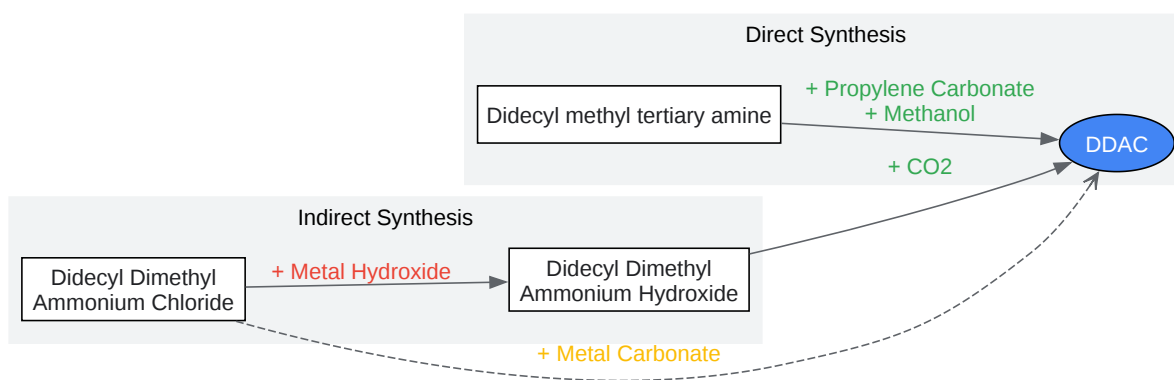 Direct Synthesis
Didecyl methyl tertiary amine
+ Propylene Carbonate
+ Methanol
DDAC
+ CO2
Indirect Synthesis
Didecyl Dimethyl
Ammonium Chloride
+ Metal Hydroxide
Didecyl Dimethyl
Ammonium Hydroxide
+ Metal Carbonate